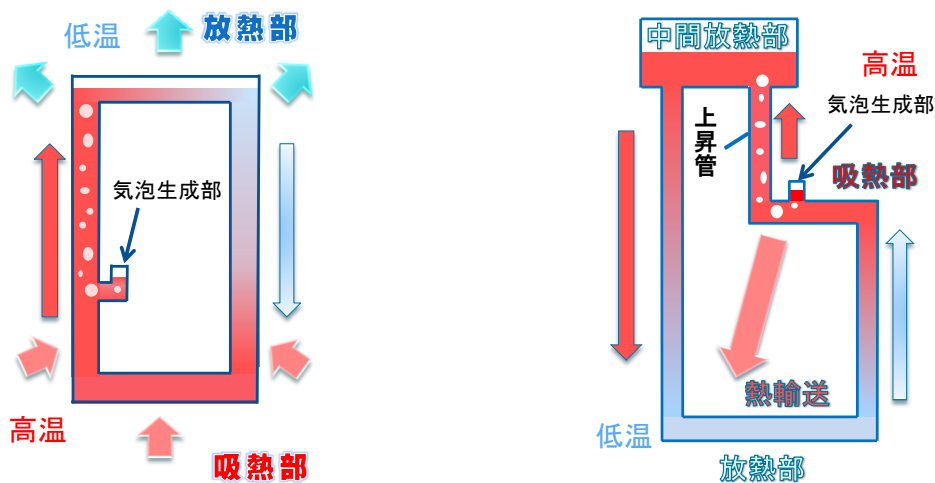 低温
放熱部
気泡生成部
高温
吸熱部
中間放熱部
高温
気泡生成部
上昇管
吸熱部
熱輸送
低温
放熱部